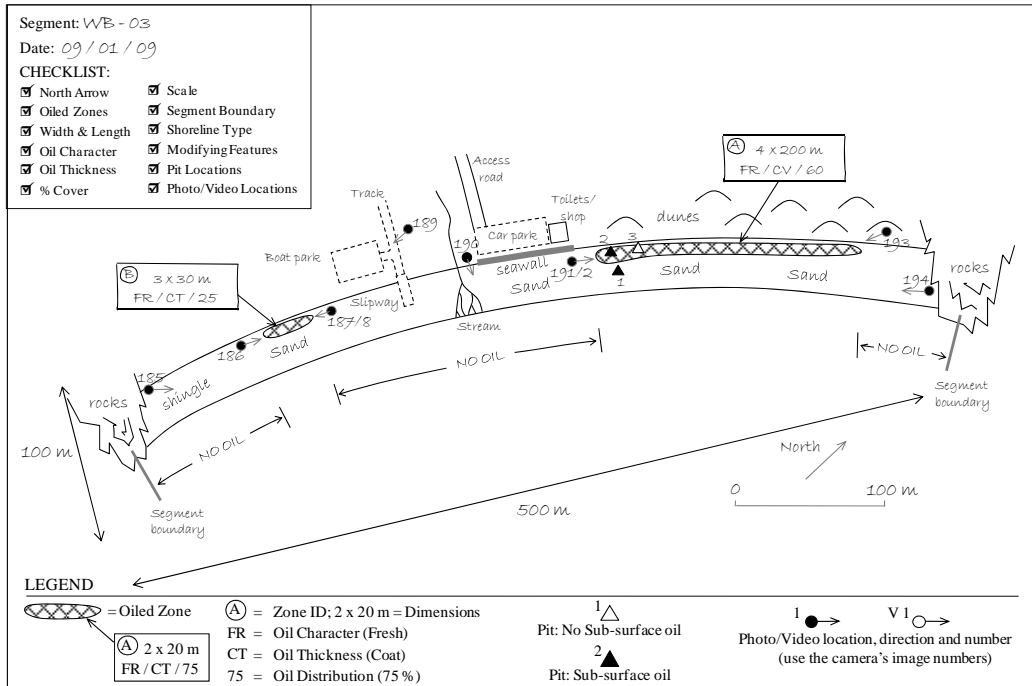 Segment: WB - 03
Date: 09 / 01 / 09
CHECKLIST:
North Arrow
Scale
Oiled Zones
Segment Boundary
Width & Length
Shoreline Type
Oil Character
Modifying Features
Oil Thickness
Pit Locations
% Cover
Photo/Video Locations
A 4 x 200 m
FR / CV / 60
Access
road
Track
Toilets/
shop
dunes
189
190
Car park
2
3
193
Boat park
seawall
191/2
Sand
Sand
Sand
1
194
rocks
B 3 x 30 m
FR / CT / 25
Slipway
187/8
Stream
186
Sand
NO OIL
NO OIL
185
shingle
rocks
Segment
boundary
100 m
NO OIL
North
0
100 m
Segment
boundary
500 m
LEGEND
= Oiled Zone
A 2 x 20 m
FR / CT / 75
A = Zone ID; 2 x 20 m = Dimensions
FR = Oil Character (Fresh)
CT = Oil Thickness (Coat)
75 = Oil Distribution (75 %)
1
Pit: No Sub-surface oil
2
Pit: Sub-surface oil
1
V 1
Photo/Video location, direction and number
(use the camera's image numbers)